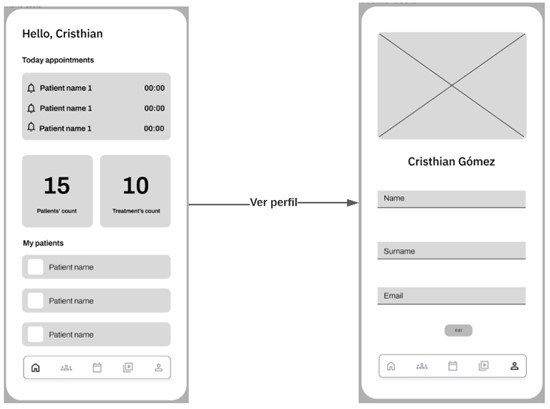 Hello, Cristhian
Today appointments
Patient name 1 00:00
Patient name 1 00:00
Patient name 1 00:00
15
Patients' count
10
Treatment's count
My patients
Patient name
Patient name
Patient name
Ver perfil
Cristhian Gómez
Name
Surname
Email